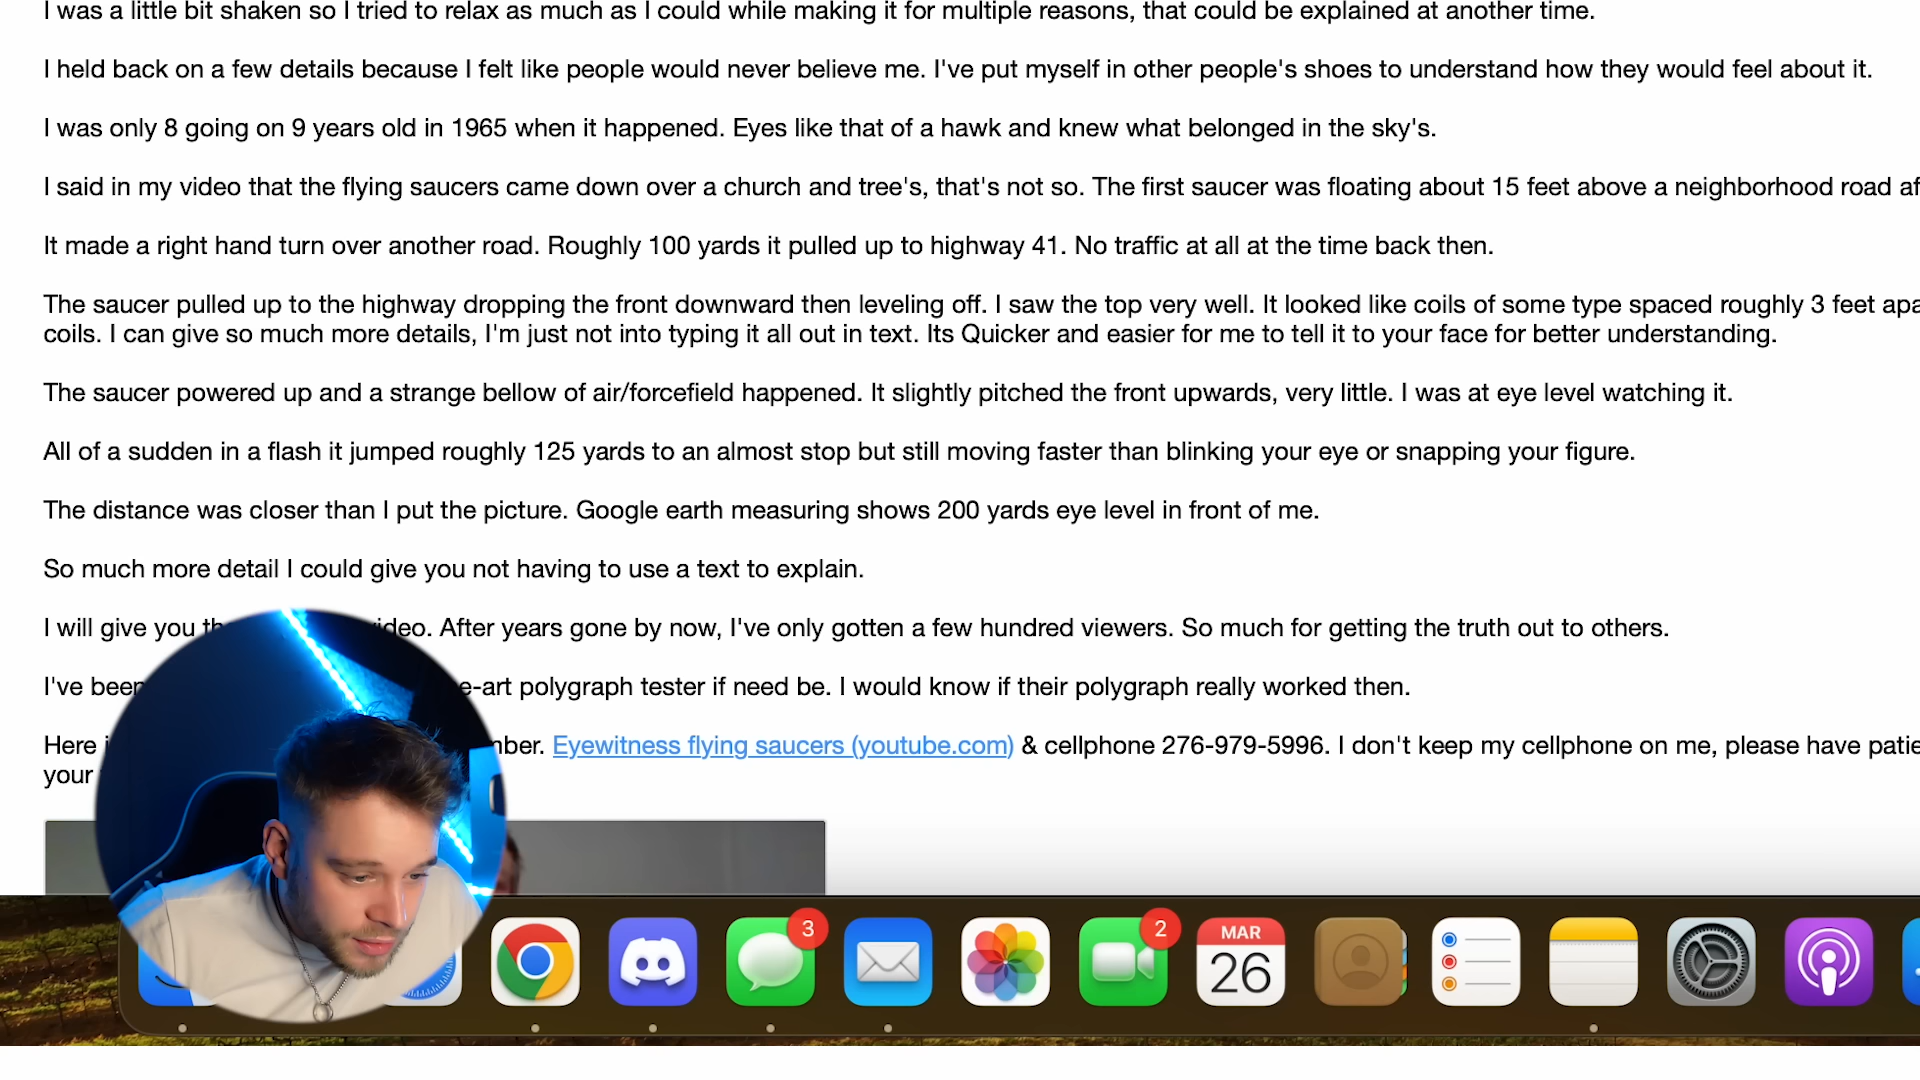 I was a little bit shaken so I tried to relax as much as I could while making it for multiple reasons, that could be explained at another time.
I held back on a few details because I felt like people would never believe me. I've put myself in other people's shoes to understand how they would feel about it.
I was only 8 going on 9 years old in 1965 when it happened. Eyes like that of a hawk and knew what belonged in the sky's.
I said in my video that the flying saucers came down over a church and tree's, that's not so. The first saucer was floating about 15 feet above a neighborhood road af
It made a right hand turn over another road. Roughly 100 yards it pulled up to highway 41. No traffic at all at the time back then.
The saucer pulled up to the highway dropping the front downward then leveling off. I saw the top very well. It looked like coils of some type spaced roughly 3 feet apa
coils. I can give so much more details, I'm just not into typing it all out in text. Its Quicker and easier for me to tell it to your face for better understanding.
The saucer powered up and a strange bellow of air/forcefield happened. It slightly pitched the front upwards, very little. I was at eye level watching it.
All of a sudden in a flash it jumped roughly 125 yards to an almost stop but still moving faster than blinking your eye or snapping your figure.
The distance was closer than I put the picture. Google earth measuring shows 200 yards eye level in front of me.
So much more detail I could give you not having to use a text to explain.
I will give you th ideo. After years gone by now, I've only gotten a few hundred viewers. So much for getting the truth out to others.
I've been e-art polygraph tester if need be. I would know if their polygraph really worked then.
Here i nber. Eyewitness flying saucers (youtube.com) & cellphone 276-979-5996. I don't keep my cellphone on me, please have patie
your
3
2
MAR
26